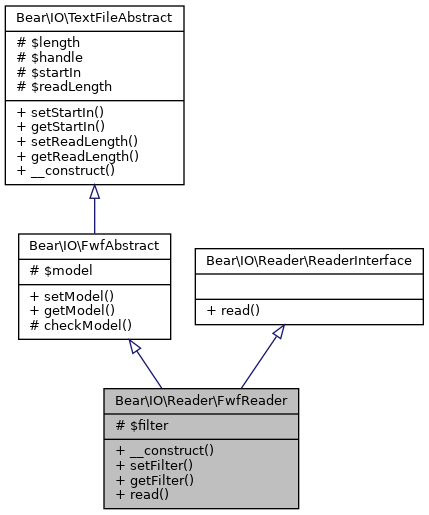 Bear\IO\TextFileAbstract
# $length
# $handle
# $startIn
# $readLength
+ setStartIn()
+ getStartIn()
+ setReadLength()
+ getReadLength()
+ __construct()
Bear\IO\FwfAbstract
# $model
+ setModel()
+ getModel()
# checkModel()
Bear\IO\Reader\ReaderInterface
+ read()
Bear\IO\Reader\FwfReader
# $filter
+ __construct()
+ setFilter()
+ getFilter()
+ read()